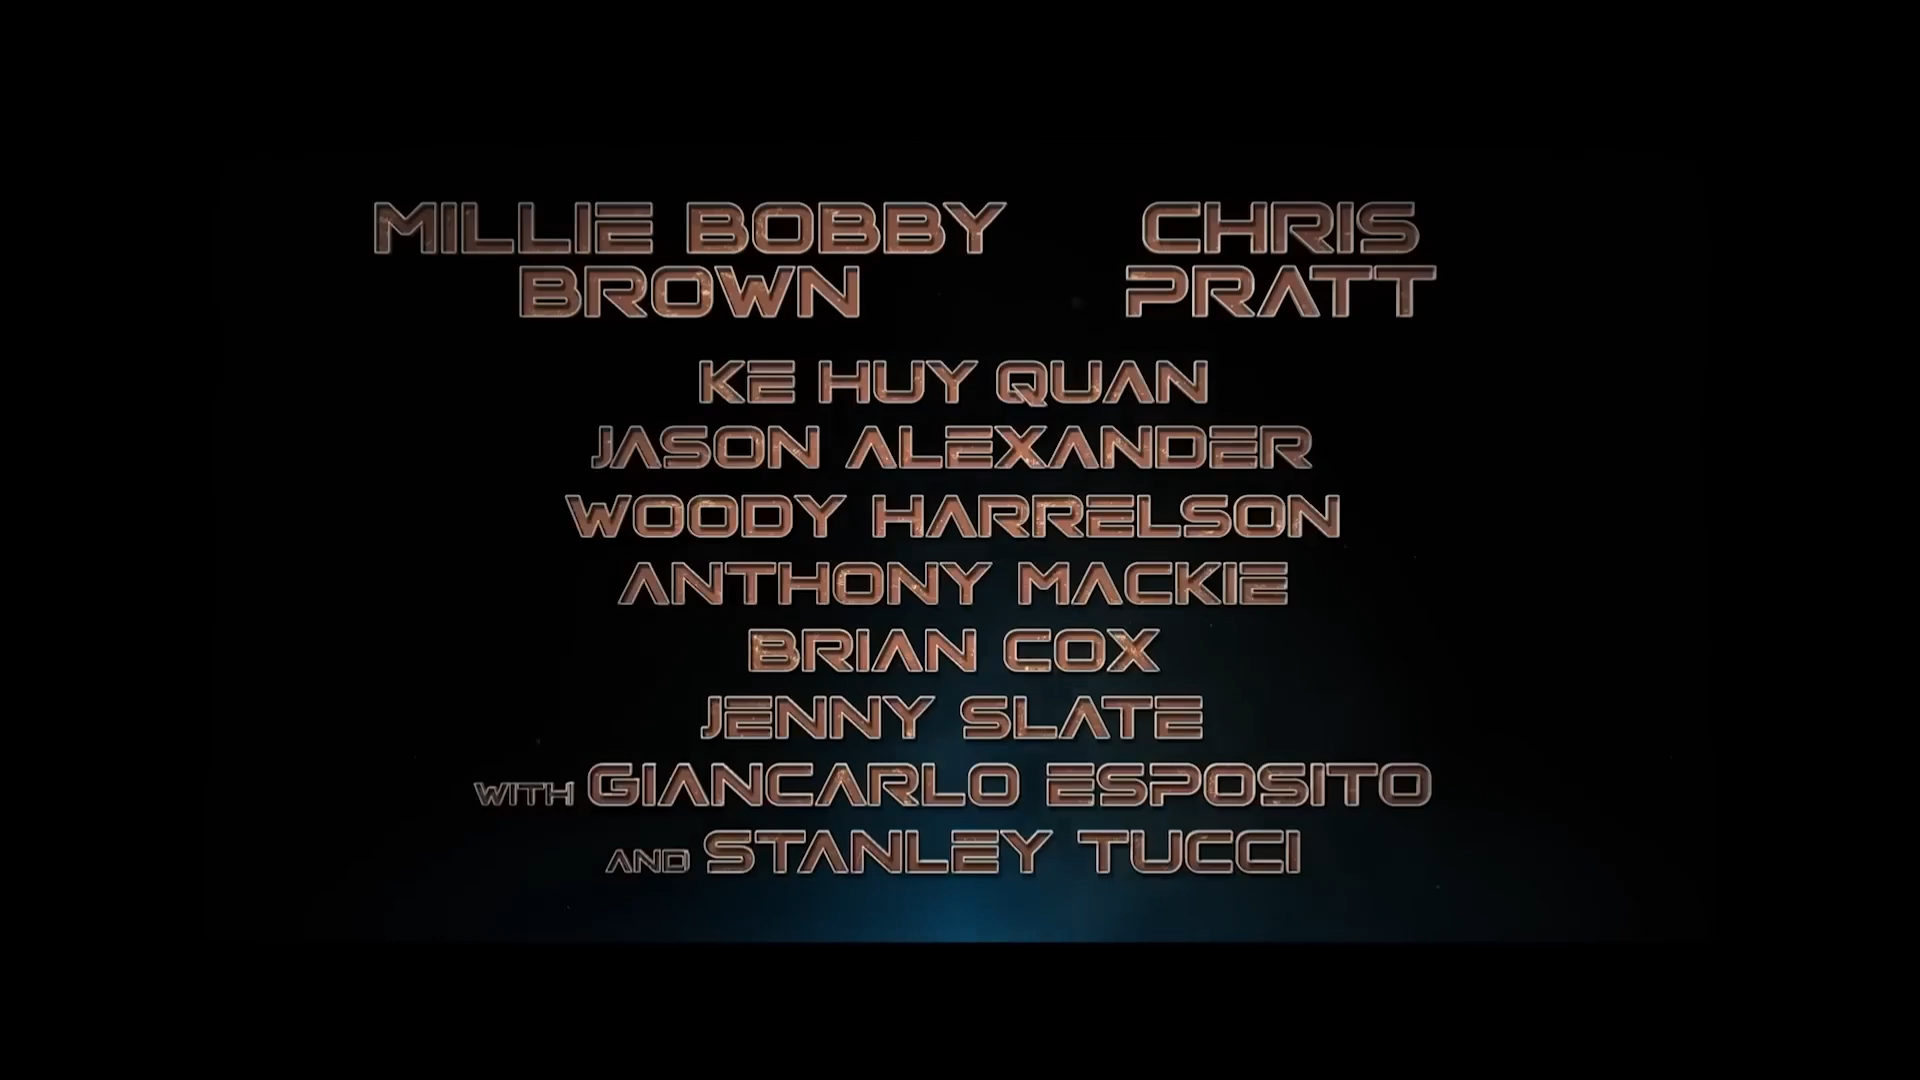 MILLIE BOBBY BROWN
CHRIS PRATT
KE HUY QUAN
JASON ALEXANDER
WOODY HARRELSON
ANTHONY MACKIE
BRIAN COX
JENNY SLATE
WITH GIANCARLO ESPOSITO
AND STANLEY TUCCI